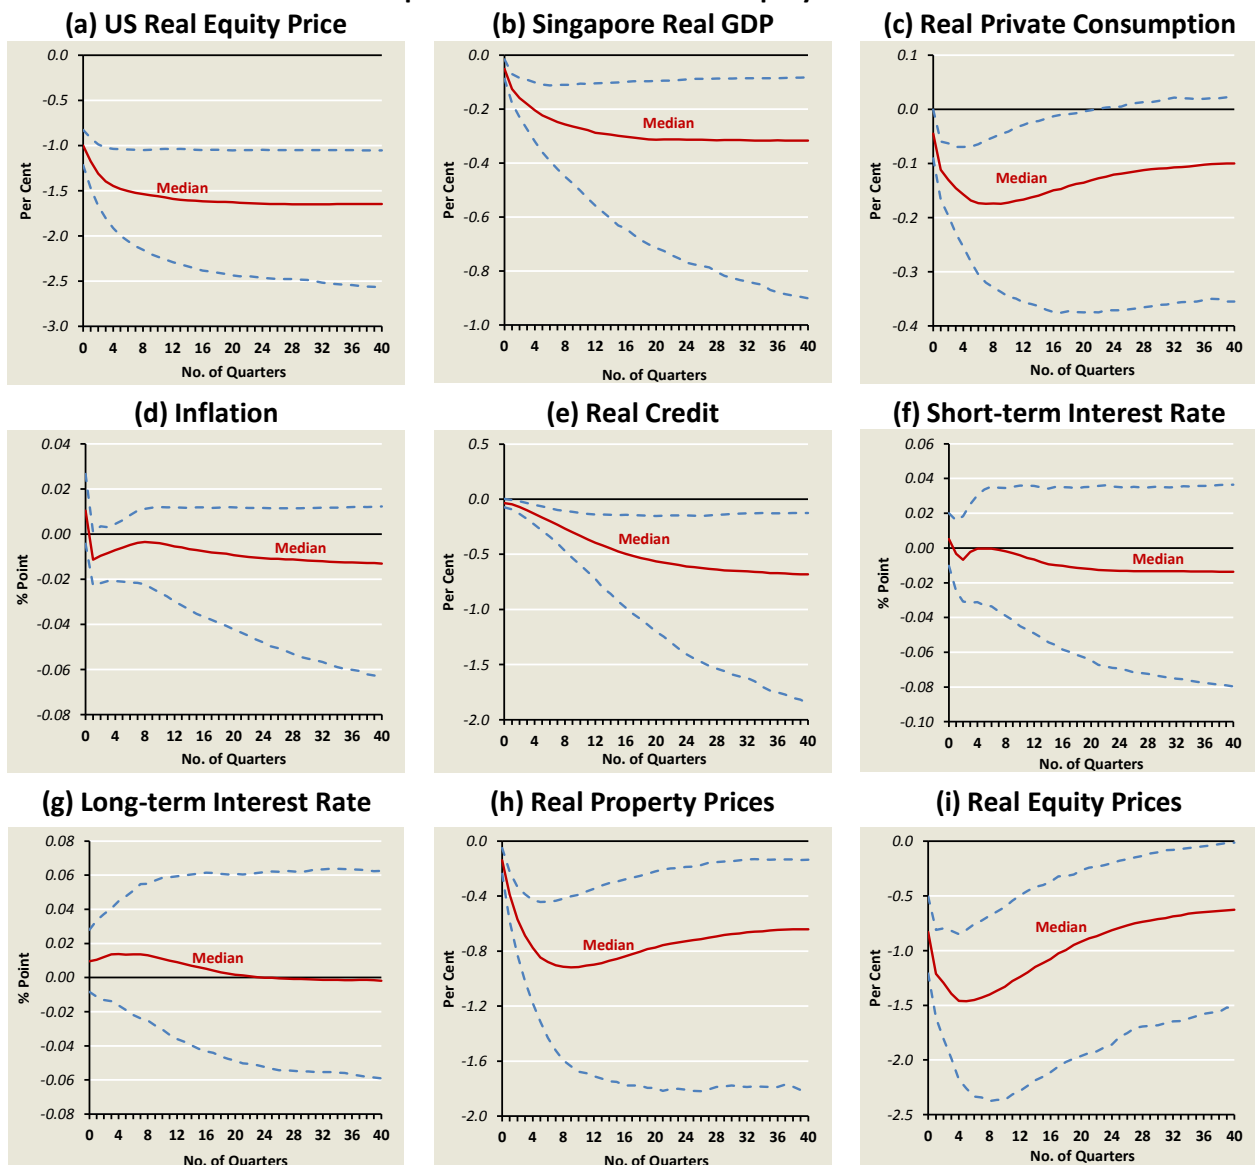 (a) US Real Equity Price
(b) Singapore Real GDP
(c) Real Private Consumption
0.0
-0.5
-1.0
-1.5
-2.0
-2.5
-3.0
Per Cent
Median
0 4 8 12 16 20 24 28 32 36 40
No. of Quarters
0.0
-0.2
-0.4
-0.6
-0.8
-1.0
Per Cent
Median
0 4 8 12 16 20 24 28 32 36 40
No. of Quarters
0.1
0.0
-0.1
-0.2
-0.3
-0.4
Per Cent
Median
0 4 8 12 16 20 24 28 32 36 40
No. of Quarters
(d) Inflation
(e) Real Credit
(f) Short-term Interest Rate
0.04
0.02
0.00
-0.02
-0.04
-0.06
-0.08
% Point
Median
0 4 8 12 16 20 24 28 32 36 40
No. of Quarters
0.5
0.0
-0.5
-1.0
-1.5
-2.0
Per Cent
Median
0 4 8 12 16 20 24 28 32 36 40
No. of Quarters
0.06
0.04
0.02
0.00
-0.02
-0.04
-0.06
-0.08
-0.10
% Point
Median
0 4 8 12 16 20 24 28 32 36 40
No. of Quarters
(g) Long-term Interest Rate
(h) Real Property Prices
(i) Real Equity Prices
0.08
0.06
0.04
0.02
0.00
-0.02
-0.04
-0.06
-0.08
% Point
Median
0 4 8 12 16 20 24 28 32 36 40
No. of Quarters
0.0
-0.4
-0.8
-1.2
-1.6
-2.0
Per Cent
Median
0 4 8 12 16 20 24 28 32 36 40
No. of Quarters
0.0
-0.5
-1.0
-1.5
-2.0
-2.5
Per Cent
Median
0 4 8 12 16 20 24 28 32 36 40
No. of Quarters